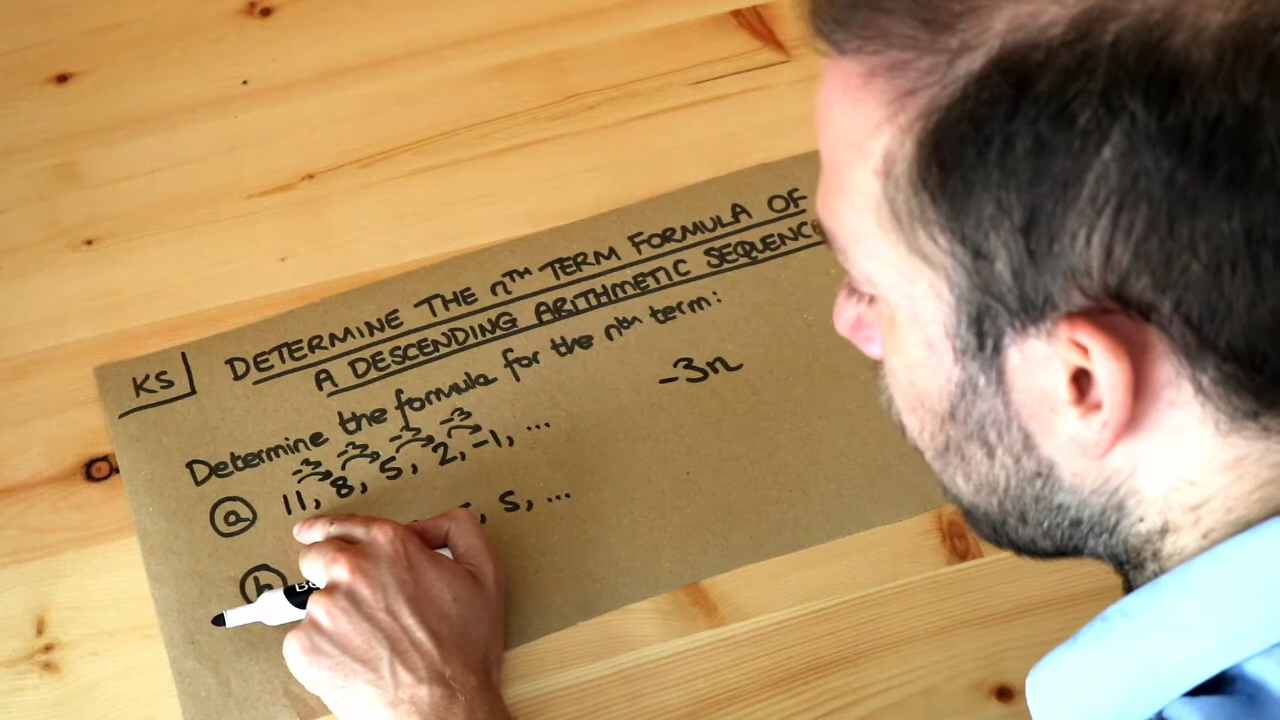 KS
DETERMINE THE nTH TERM FORMULA OF
A DESCENDING ARITHMETIC SEQUENCE
Determine the formula for the nth term:
-3n
-3 -3 -3 -3
a 11, 8, 5, 2, -1, ...
b , 5, ...